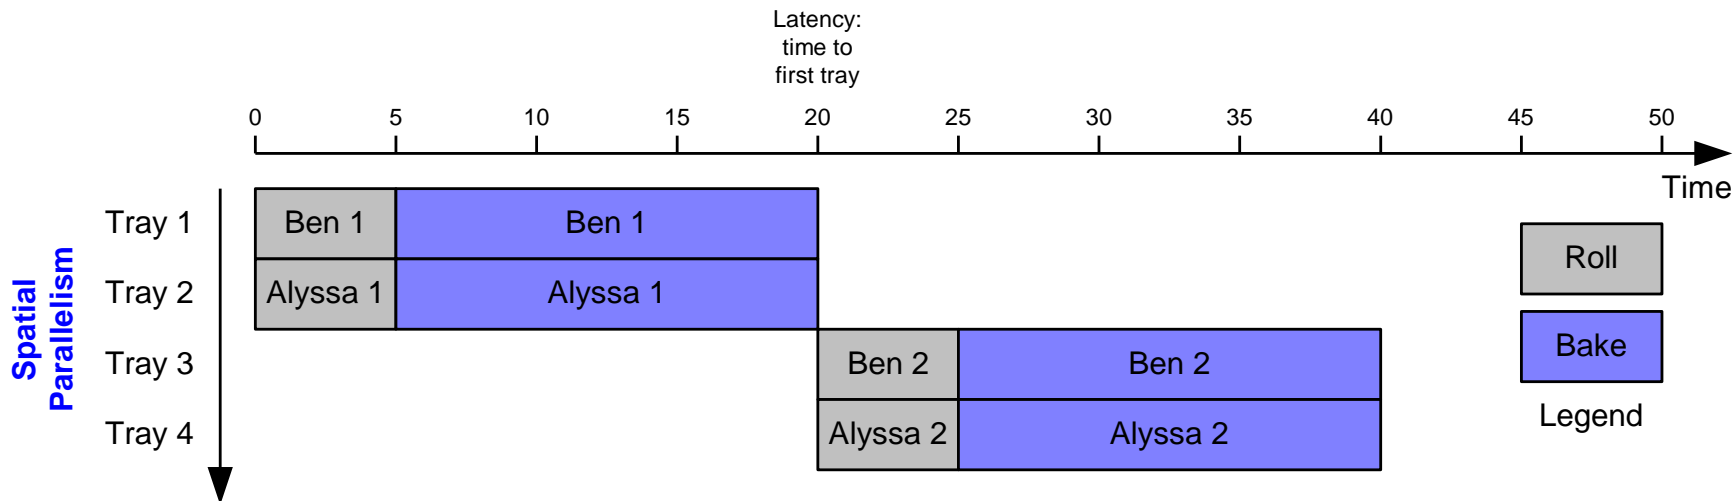 Latency:
time to
first tray
0 5 10 15 20 25 30 35 40 45 50
Time
Spatial
Parallelism
Tray 1 Ben 1 Ben 1
Tray 2 Alyssa 1 Alyssa 1
Tray 3 Ben 2 Ben 2
Tray 4 Alyssa 2 Alyssa 2
Roll
Bake
Legend